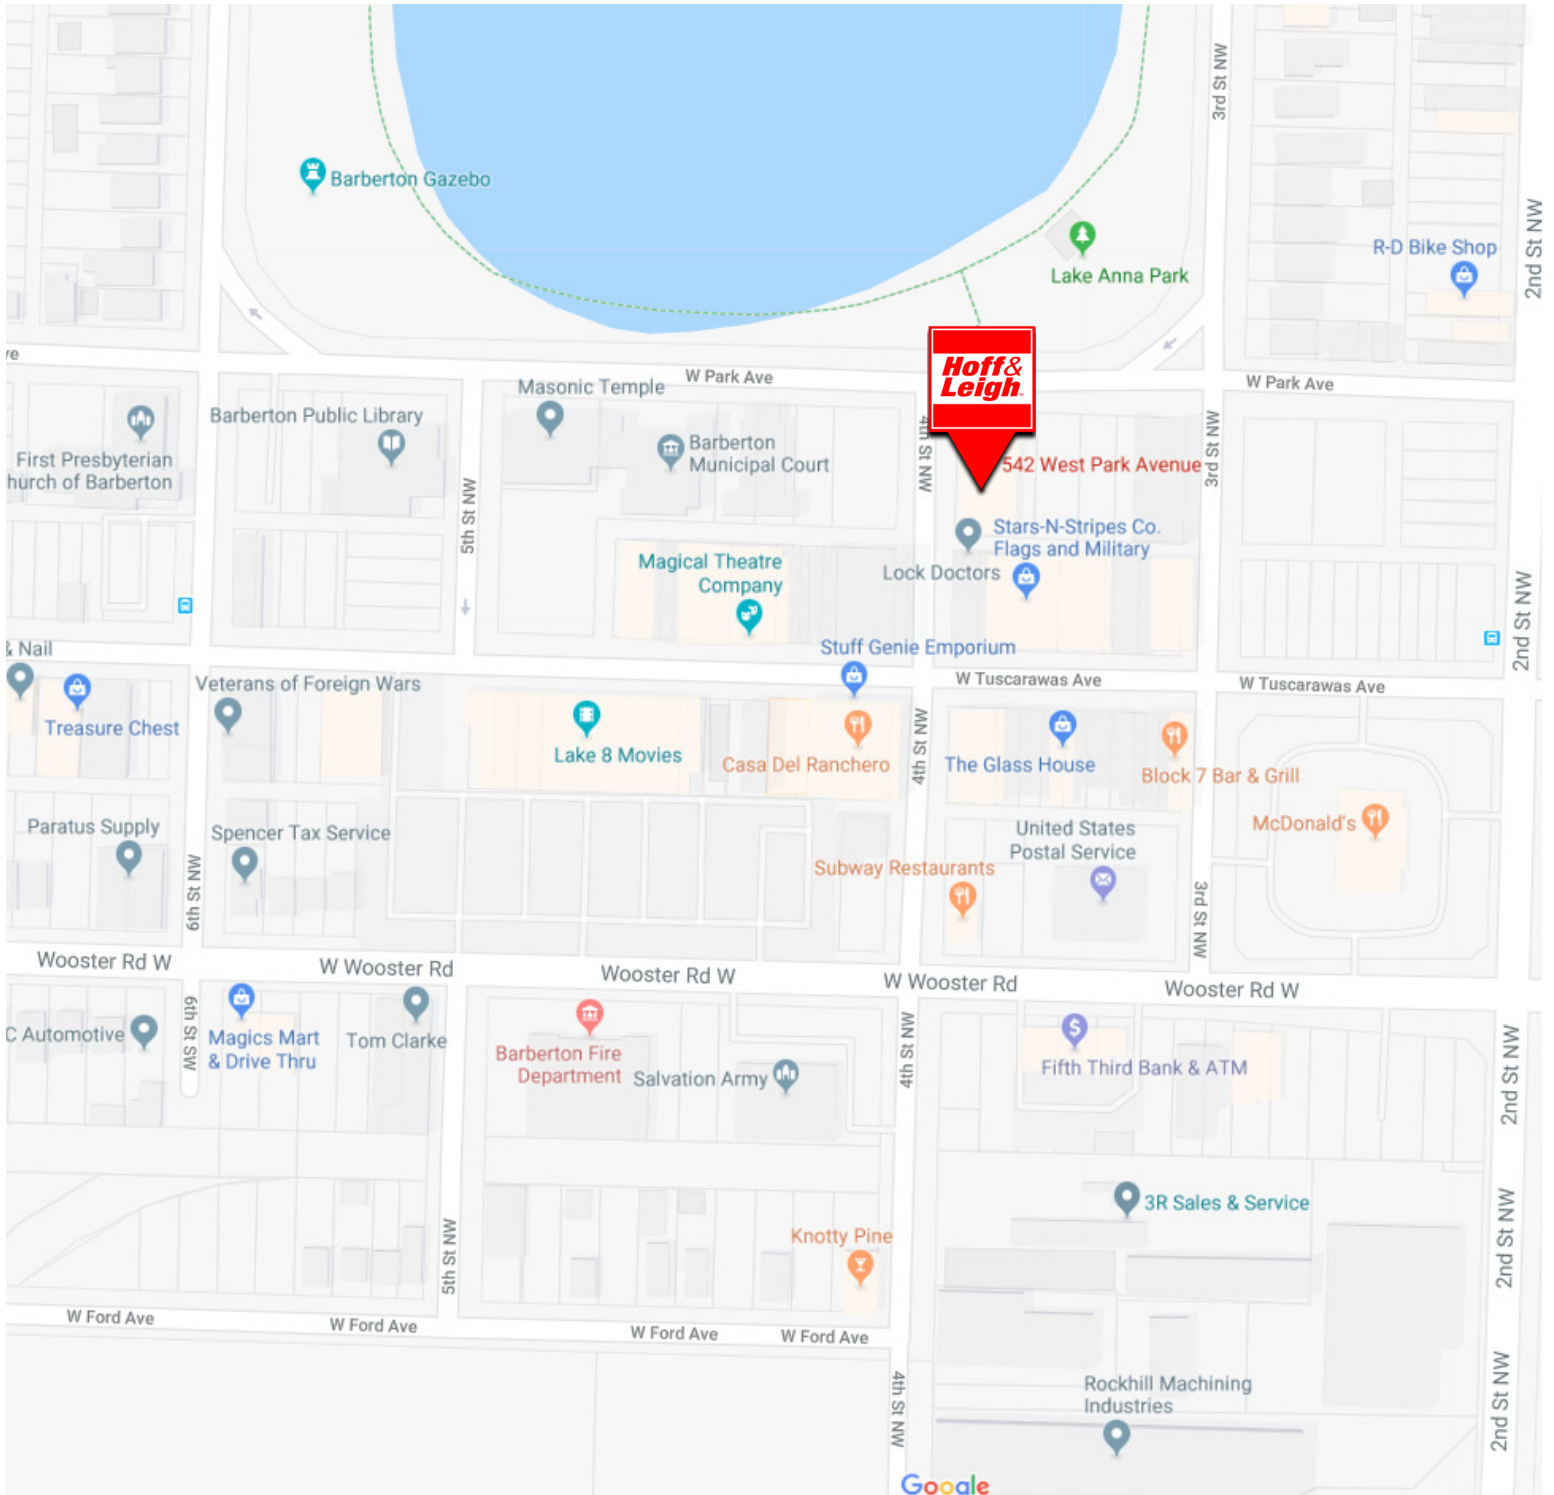 3rd St NW
Barberton Gazebo
2nd St NW
R-D Bike Shop
Lake Anna Park
Hoff&
Leigh
W Park Ave
W Park Ave
Masonic Temple
Barberton Public Library
4th St NW
3rd St NW
Barberton
Municipal Court
First Presbyterian
hurch of Barberton
542 West Park Avenue
5th St NW
Stars-N-Stripes Co.
Flags and Military
Magical Theatre
Company
Lock Doctors
2nd St NW
& Nail
Stuff Genie Emporium
Veterans of Foreign Wars
W Tuscarawas Ave
W Tuscarawas Ave
Treasure Chest
Lake 8 Movies
Casa Del Ranchero
4th St NW
The Glass House
Block 7 Bar & Grill
Paratus Supply
Spencer Tax Service
United States
Postal Service
McDonald's
Subway Restaurants
6th St NW
3rd St NW
Wooster Rd W
W Wooster Rd
Wooster Rd W
W Wooster Rd
Wooster Rd W
C Automotive
6th St SW
Magics Mart
& Drive Thru
Tom Clarke
Barberton Fire
Department
Salvation Army
4th St NW
$
Fifth Third Bank & ATM
2nd St NW
3R Sales & Service
Knotty Pine
5th St NW
2nd St NW
W Ford Ave
W Ford Ave
W Ford Ave
W Ford Ave
4th St NW
Rockhill Machining
Industries
2nd St NW
Google